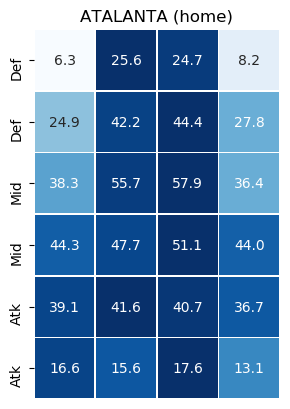 ATALANTA (home)
Def 6.3 25.6 24.7 8.2
Def 24.9 42.2 44.4 27.8
Mid 38.3 55.7 57.9 36.4
Mid 44.3 47.7 51.1 44.0
Atk 39.1 41.6 40.7 36.7
Atk 16.6 15.6 17.6 13.1